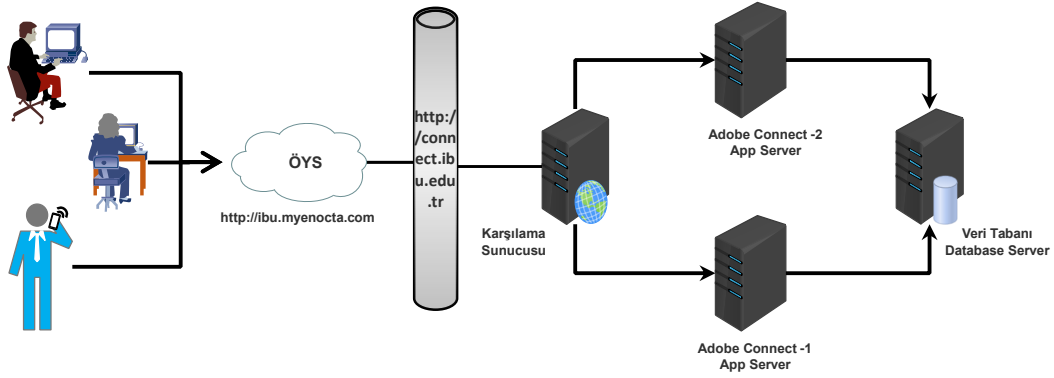 ÖYS
http://ibu.myenocta.com
http:/
/conn
ect.ib
u.edu
.tr
Karşılama
Sunucusu
Adobe Connect -2
App Server
Adobe Connect -1
App Server
Veri Tabanı
Database Server